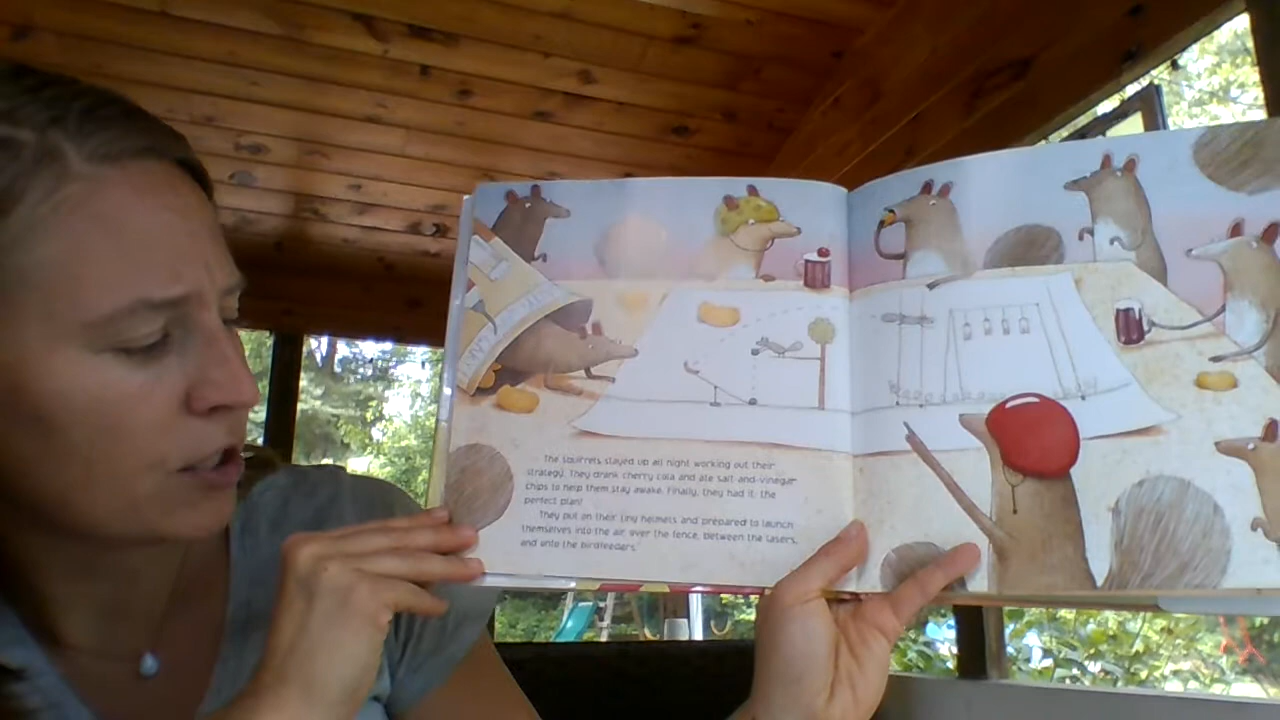 The squirrels stayed up all night working out their
strategy. They drank cherry cola and ate salt-and-vinegar
chips to help them stay awake. Finally, they had it: the
perfect plan!
They put on their tiny helmets and prepared to launch
themselves into the air, over the fence, between the lasers,
and onto the birdfeeders.